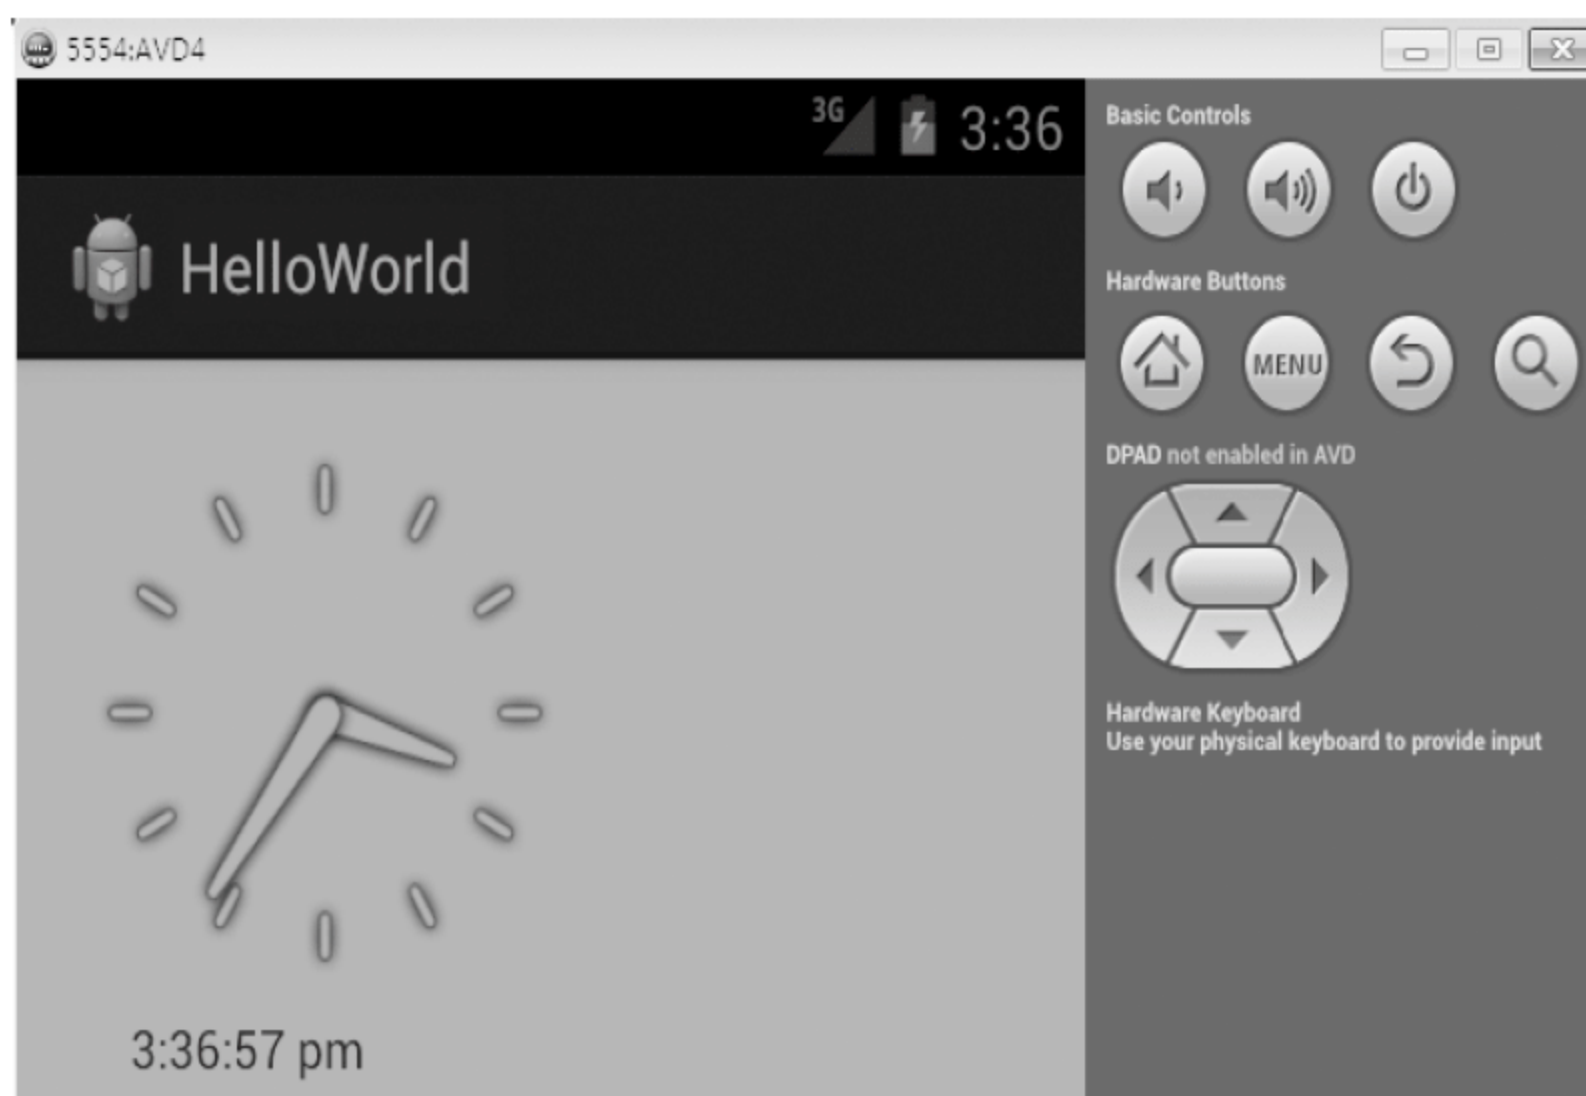 5554:AVD4
3G 3:36
HelloWorld
3:36:57 pm
Basic Controls
Hardware Buttons
MENU
DPAD not enabled in AVD
Hardware Keyboard
Use your physical keyboard to provide input